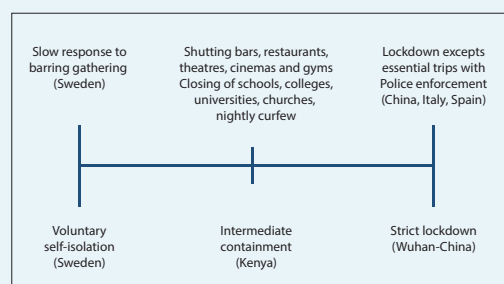 Slow response to
barring gathering
(Sweden)
Shutting bars, restaurants,
theatres, cinemas and gyms
Closing of schools, colleges,
universities, churches,
nightly curfew
Lockdown excepts
essential trips with
Police enforcement
(China, Italy, Spain)
Voluntary
self-isolation
(Sweden)
Intermediate
containment
(Kenya)
Strict lockdown
(Wuhan-China)